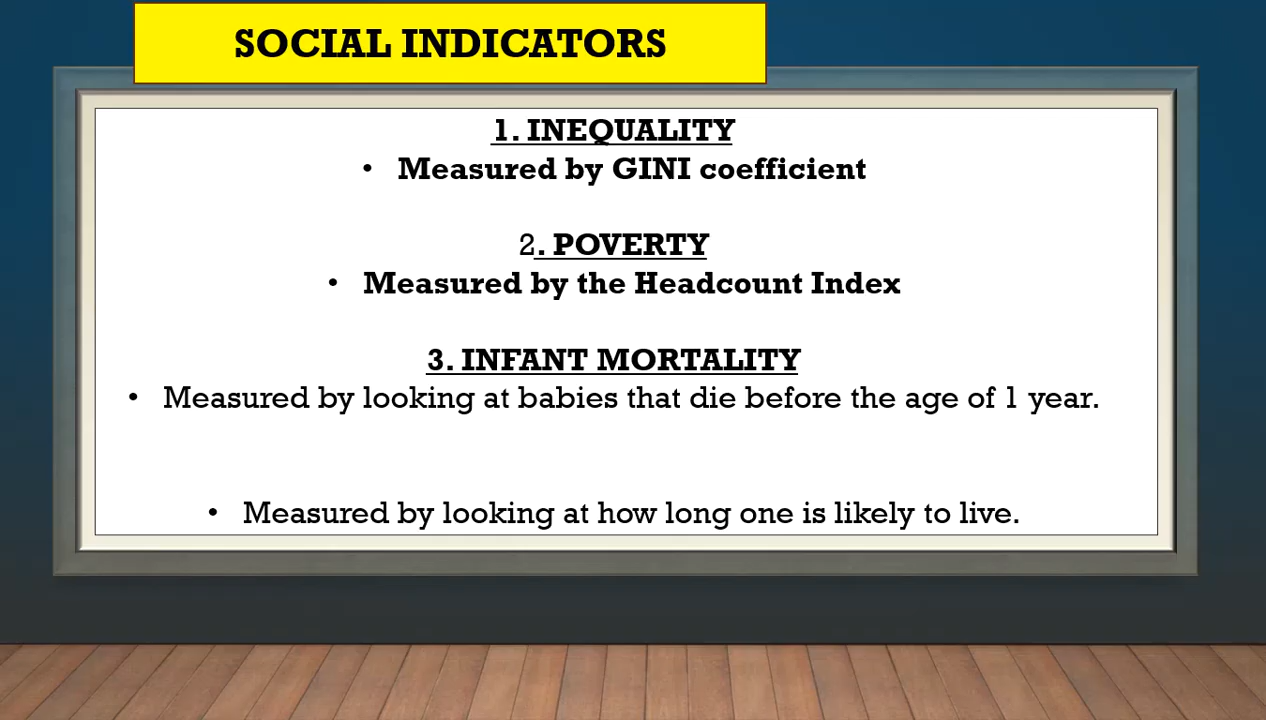 SOCIAL INDICATORS
1. INEQUALITY
• Measured by GINI coefficient
2. POVERTY
• Measured by the Headcount Index
3. INFANT MORTALITY
• Measured by looking at babies that die before the age of 1 year.
• Measured by looking at how long one is likely to live.